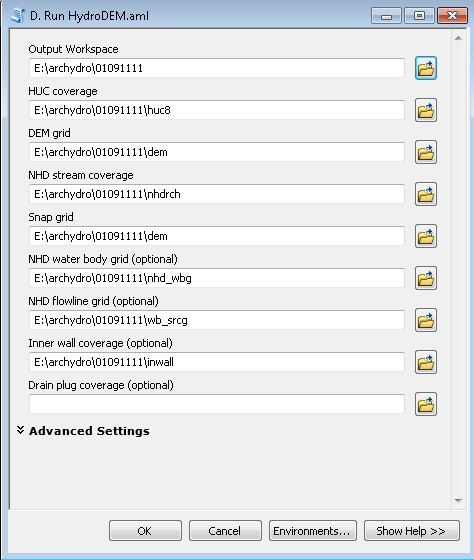 D. Run HydroDEM.aml
Output Workspace
E:\archydro\01091111
HUC coverage
E:\archydro\01091111\huc8
DEM grid
E:\archydro\01091111\dem
NHD stream coverage
E:\archydro\01091111\nhdrch
Snap grid
E:\archydro\01091111\dem
NHD water body grid (optional)
E:\archydro\01091111\nhd_wbg
NHD flowline grid (optional)
E:\archydro\01091111\wb_srcg
Inner wall coverage (optional)
E:\archydro\01091111\inwall
Drain plug coverage (optional)
Advanced Settings
OK Cancel Environments... Show Help >>